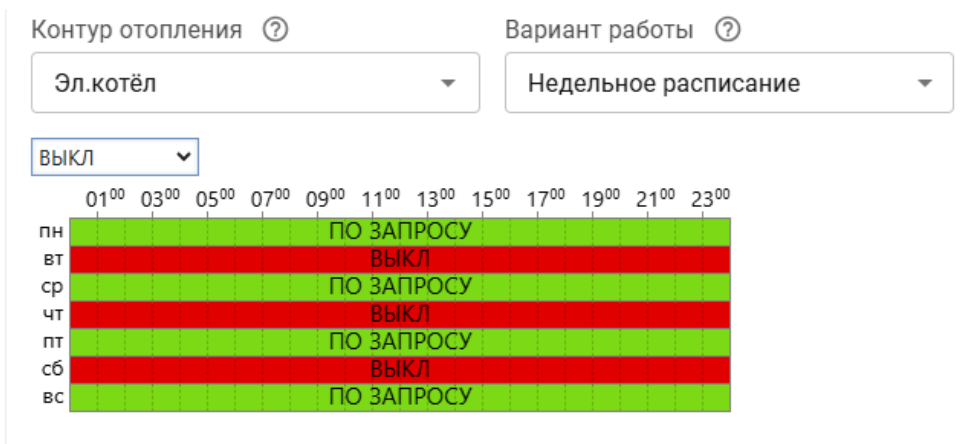 Контур отопления ? Вариант работы ?
Эл.котёл Недельное расписание
ВЫКЛ
01⁰⁰ 03⁰⁰ 05⁰⁰ 07⁰⁰ 09⁰⁰ 11⁰⁰ 13⁰⁰ 15⁰⁰ 17⁰⁰ 19⁰⁰ 21⁰⁰ 23⁰⁰
пн ПО ЗАПРОСУ
вт ВЫКЛ
ср ПО ЗАПРОСУ
чт ВЫКЛ
пт ПО ЗАПРОСУ
сб ВЫКЛ
вс ПО ЗАПРОСУ